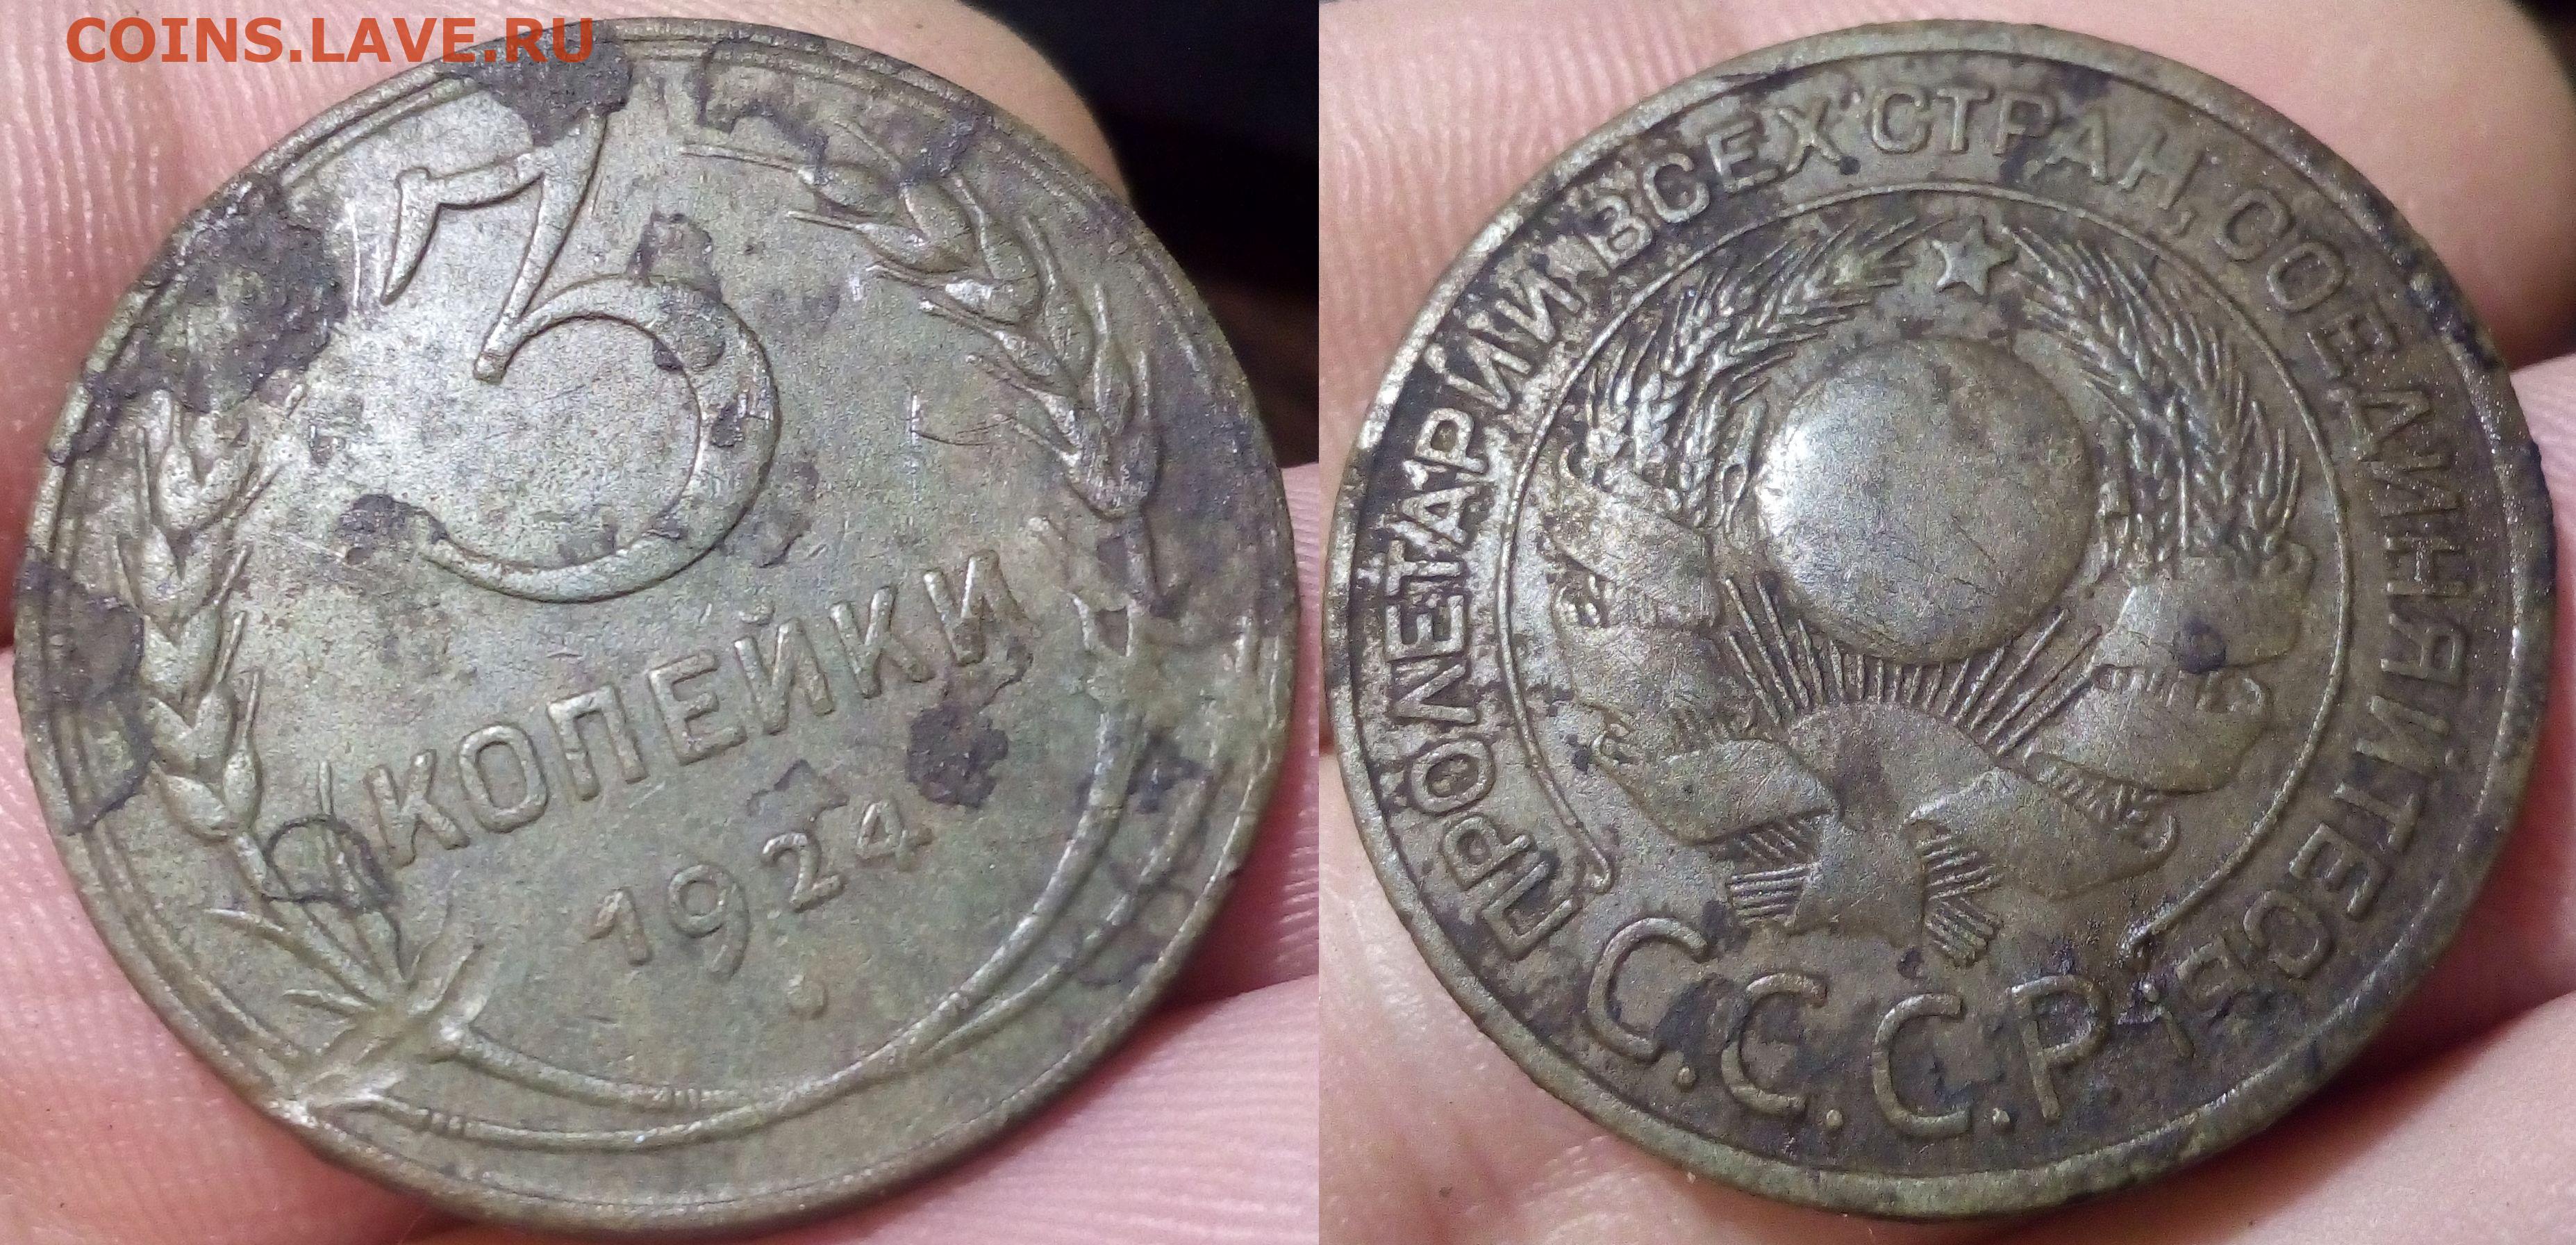 COINS.LAVE.RU
3
КОПЕЙКИ
1924
ПРОЛЕТАРИИ ВСЕХ СТРАН, СОЕДИНЯЙТЕСЬ
С.С.С.Р.